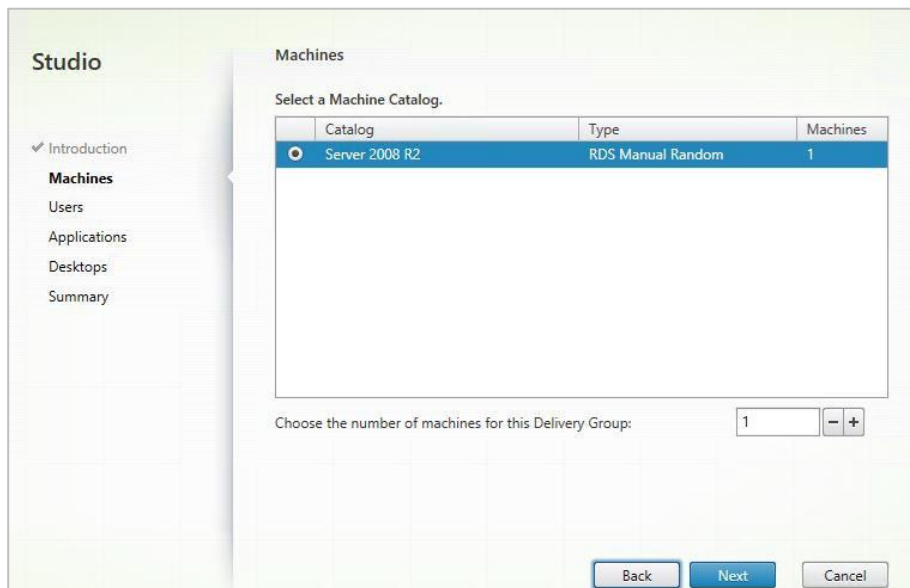 Studio
Introduction
Machines
Users
Applications
Desktops
Summary
Machines
Select a Machine Catalog.
Catalog Type Machines
Server 2008 R2 RDS Manual Random 1
Choose the number of machines for this Delivery Group: 1 − +
Back Next Cancel